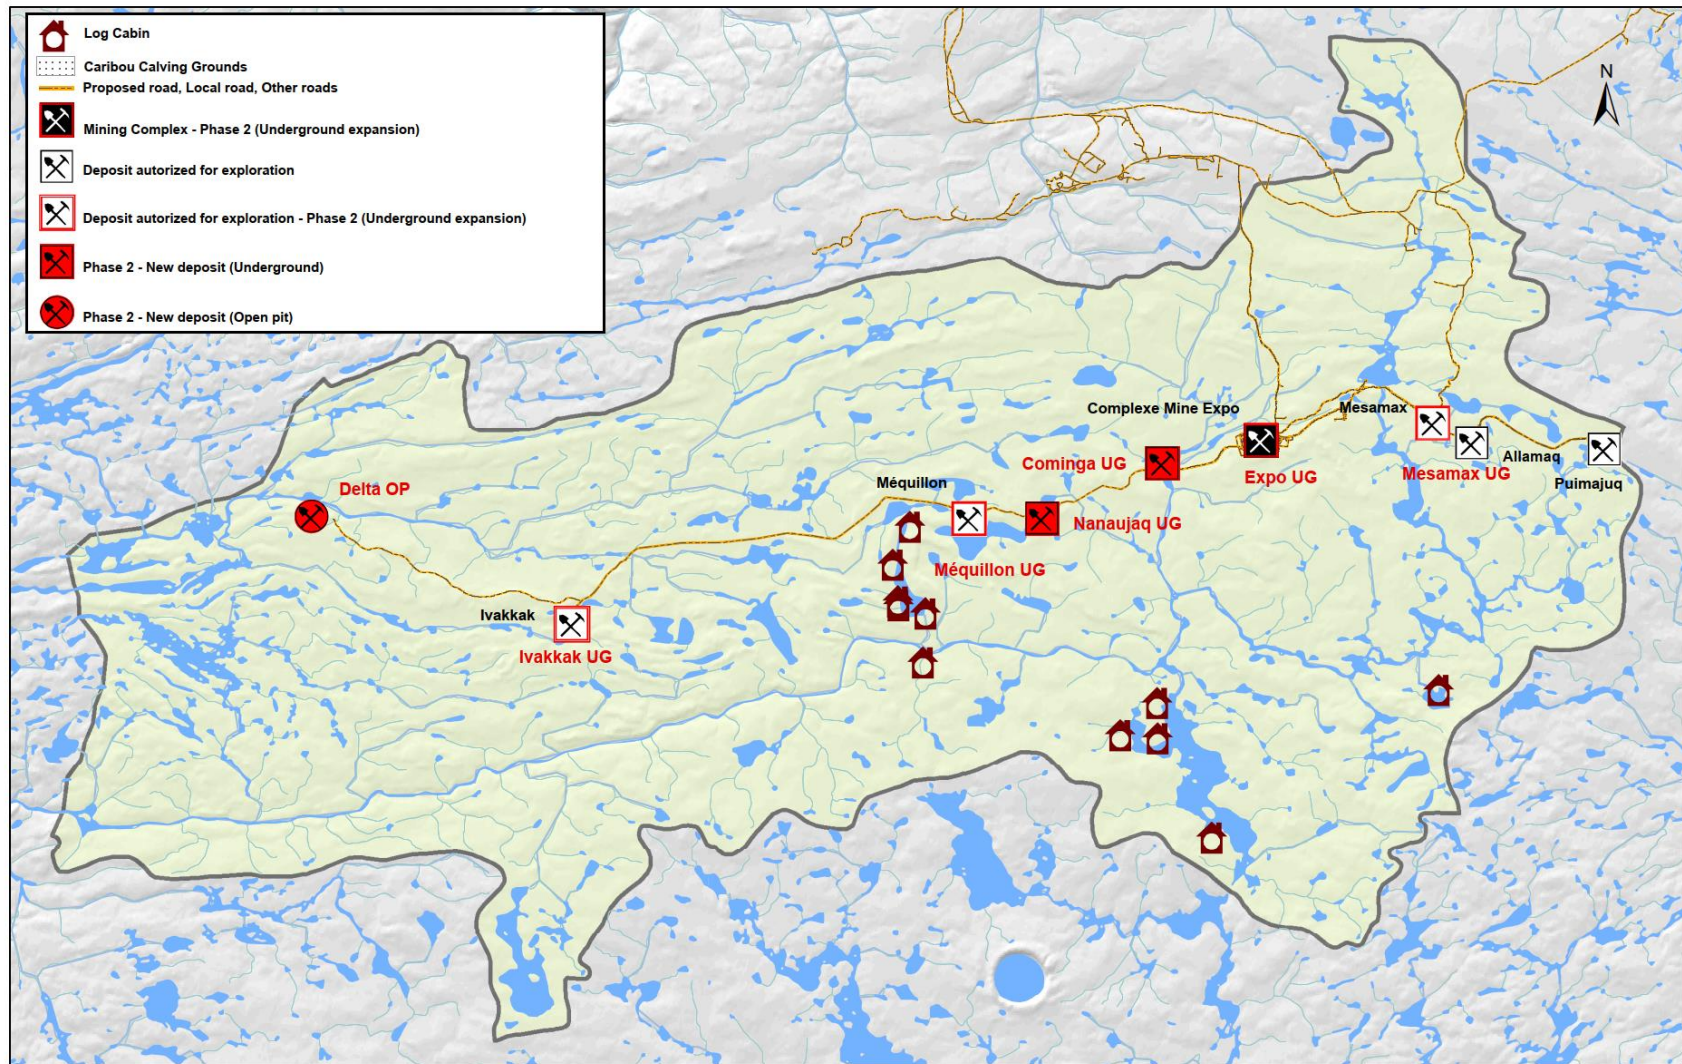 Log Cabin
Caribou Calving Grounds
Proposed road, Local road, Other roads
Mining Complex - Phase 2 (Underground expansion)
Deposit autorized for exploration
Deposit autorized for exploration - Phase 2 (Underground expansion)
Phase 2 - New deposit (Underground)
Phase 2 - New deposit (Open pit)
N
Complexe Mine Expo
Mesamax
Cominga UG
Expo UG
Mesamax UG
Allamaq
Puimajuq
Méquillon
Delta OP
Nanaujaq UG
Méquillon UG
Ivakkak
Ivakkak UG